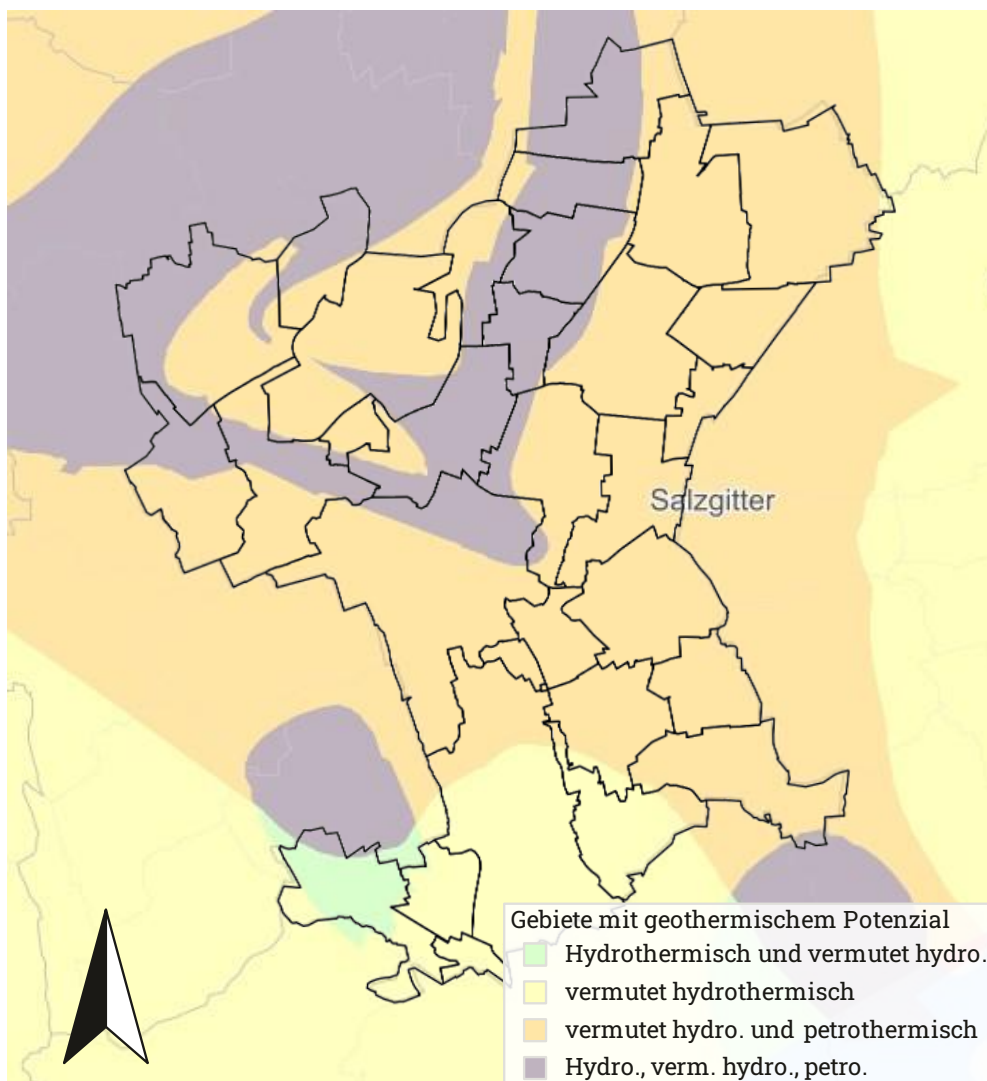 Salzgitter
Gebiete mit geothermischem Potenzial
Hydrothermisch und vermutet hydro.
vermutet hydrothermisch
vermutet hydro. und petrothermisch
Hydro., verm. hydro., petro.